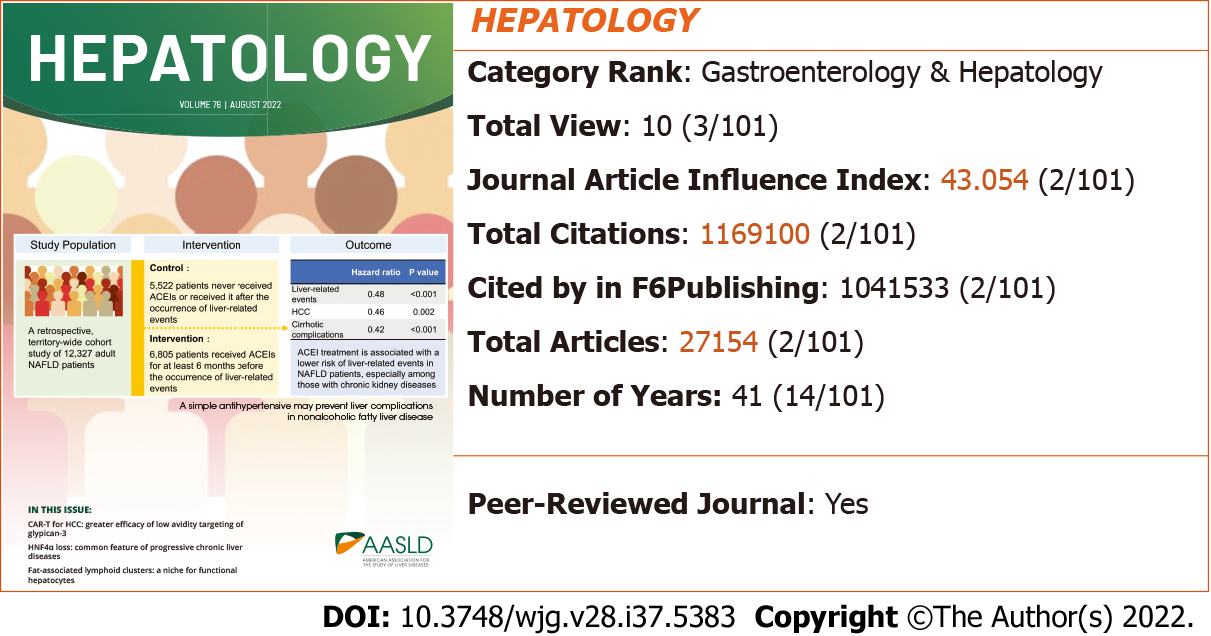 HEPATOLOGY
VOLUME 76 | AUGUST 2022
Study Population
Intervention
Outcome
A retrospective,
territory-wide cohort
study of 12,327 adult
NAFLD patients
Control :
5,522 patients never received
ACEIs or received it after the
occurrence of liver-related
events
Intervention :
6,805 patients received ACEIs
for at least 6 months before
the occurrence of liver-related
events
Hazard ratio P value
Liver-related
events 0.48 <0.001
HCC 0.46 0.002
Cirrhotic
complications 0.42 <0.001
ACEI treatment is associated with a
lower risk of liver-related events in
NAFLD patients, especially among
those with chronic kidney diseases
A simple antihypertensive may prevent liver complications
in nonalcoholic fatty liver disease
IN THIS ISSUE:
CAR-T for HCC: greater efficacy of low avidity targeting of
glypican-3
HNF4α loss: common feature of progressive chronic liver
diseases
Fat-associated lymphoid clusters: a niche for functional
hepatocytes
AASLD
AMERICAN ASSOCIATION FOR
THE STUDY OF LIVER DISEASES
HEPATOLOGY
Category Rank: Gastroenterology & Hepatology
Total View: 10 (3/101)
Journal Article Influence Index: 43.054 (2/101)
Total Citations: 1169100 (2/101)
Cited by in F6Publishing: 1041533 (2/101)
Total Articles: 27154 (2/101)
Number of Years: 41 (14/101)
Peer-Reviewed Journal: Yes
DOI: 10.3748/wjg.v28.i37.5383 Copyright ©The Author(s) 2022.